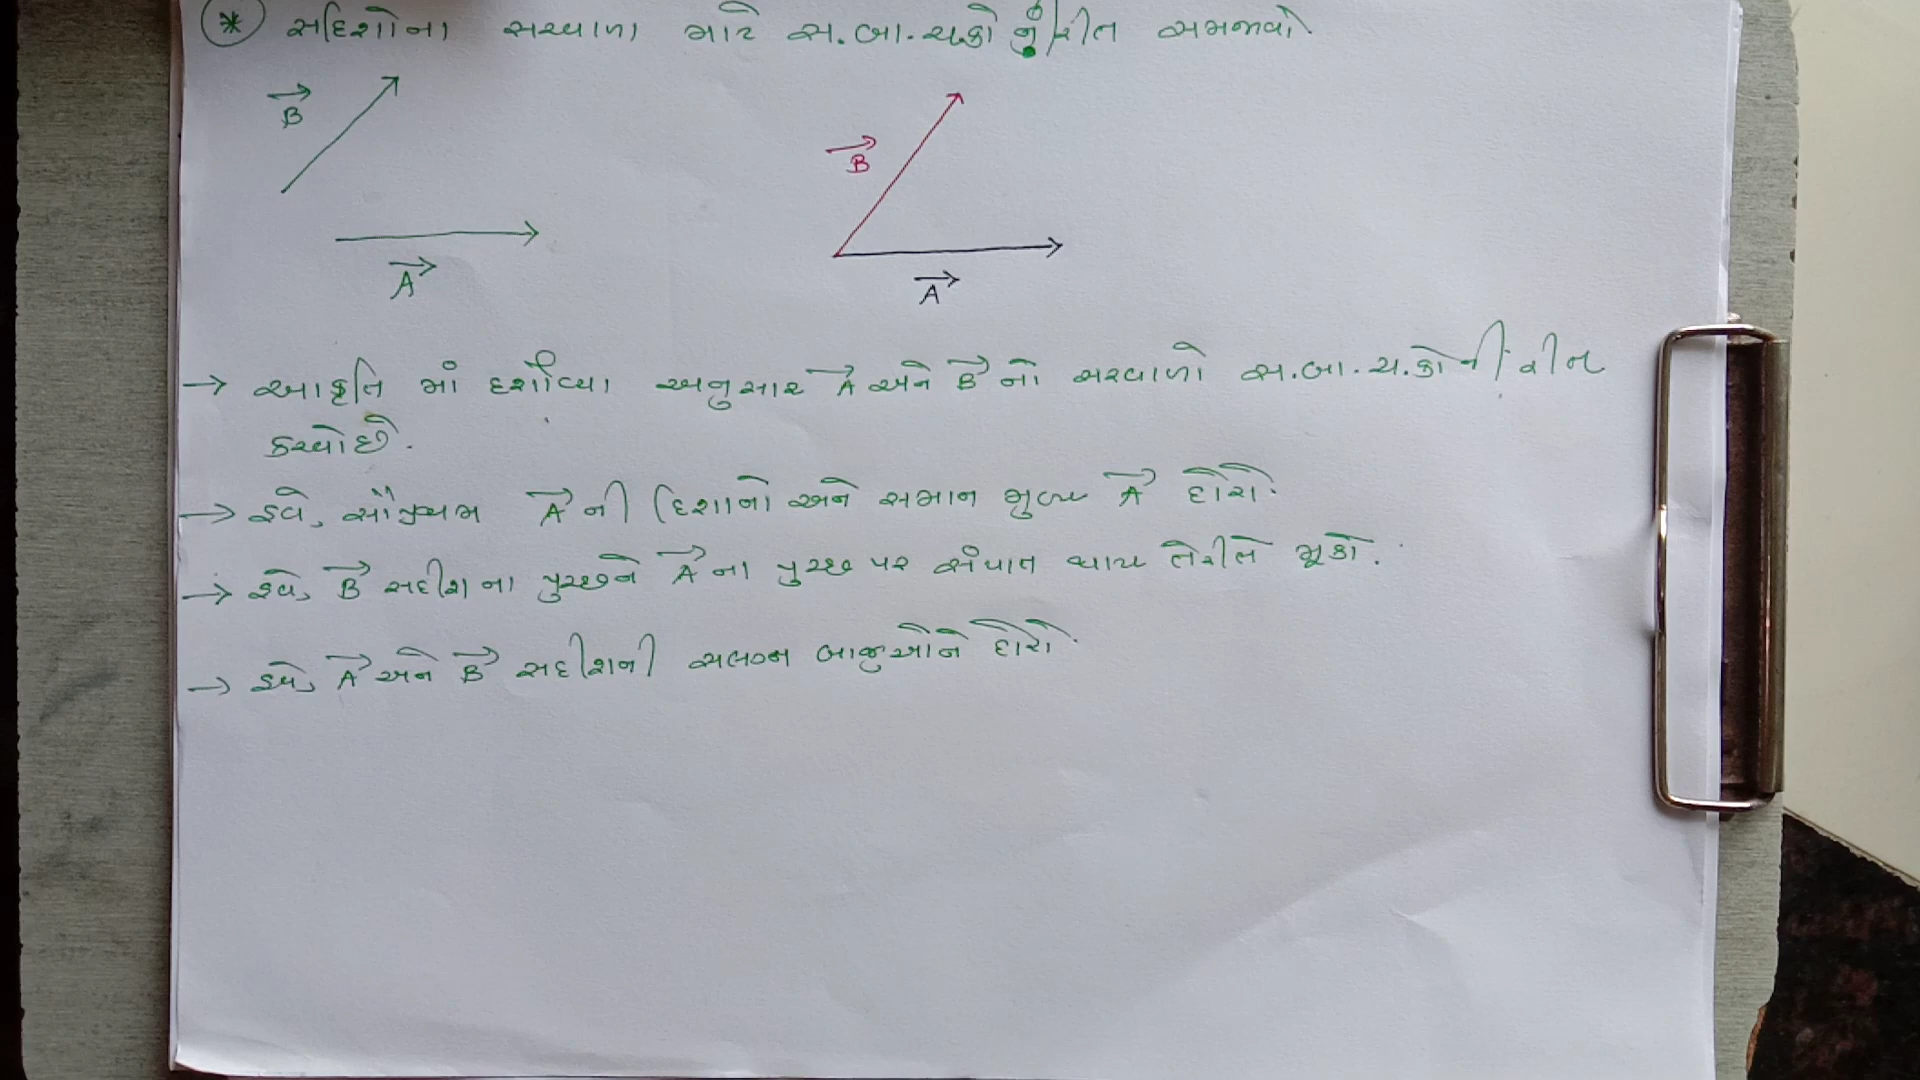 * સદિશોના સરવાળા માટે સ.બા.ચ.કો નું રીત સમજાવો.
B
A
B
A
→ આકૃતિ માં દર્શાવ્યા અનુસાર A અને B નો સરવાળો સ.બા.ચ.કો ની રીત
કરવો છે.
→ હવે, સૌપ્રથમ A ની દિશાનો અને સમાન મુલ્ય A દોરો.
→ હવે, B સદીશ ના પુચ્છને A ના પુચ્છ પર સંપાત થાય તેરીતે મૂકો.
→ હવે, A અને B સદીશની સલગ્ન બાજુઓને દોરો.